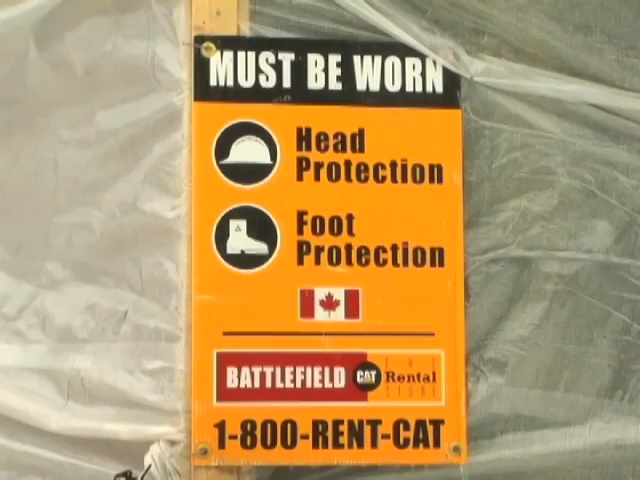 MUST BE WORN
Head
Protection
Foot
Protection
BATTLEFIELD CAT Rental
1-800-RENT-CAT